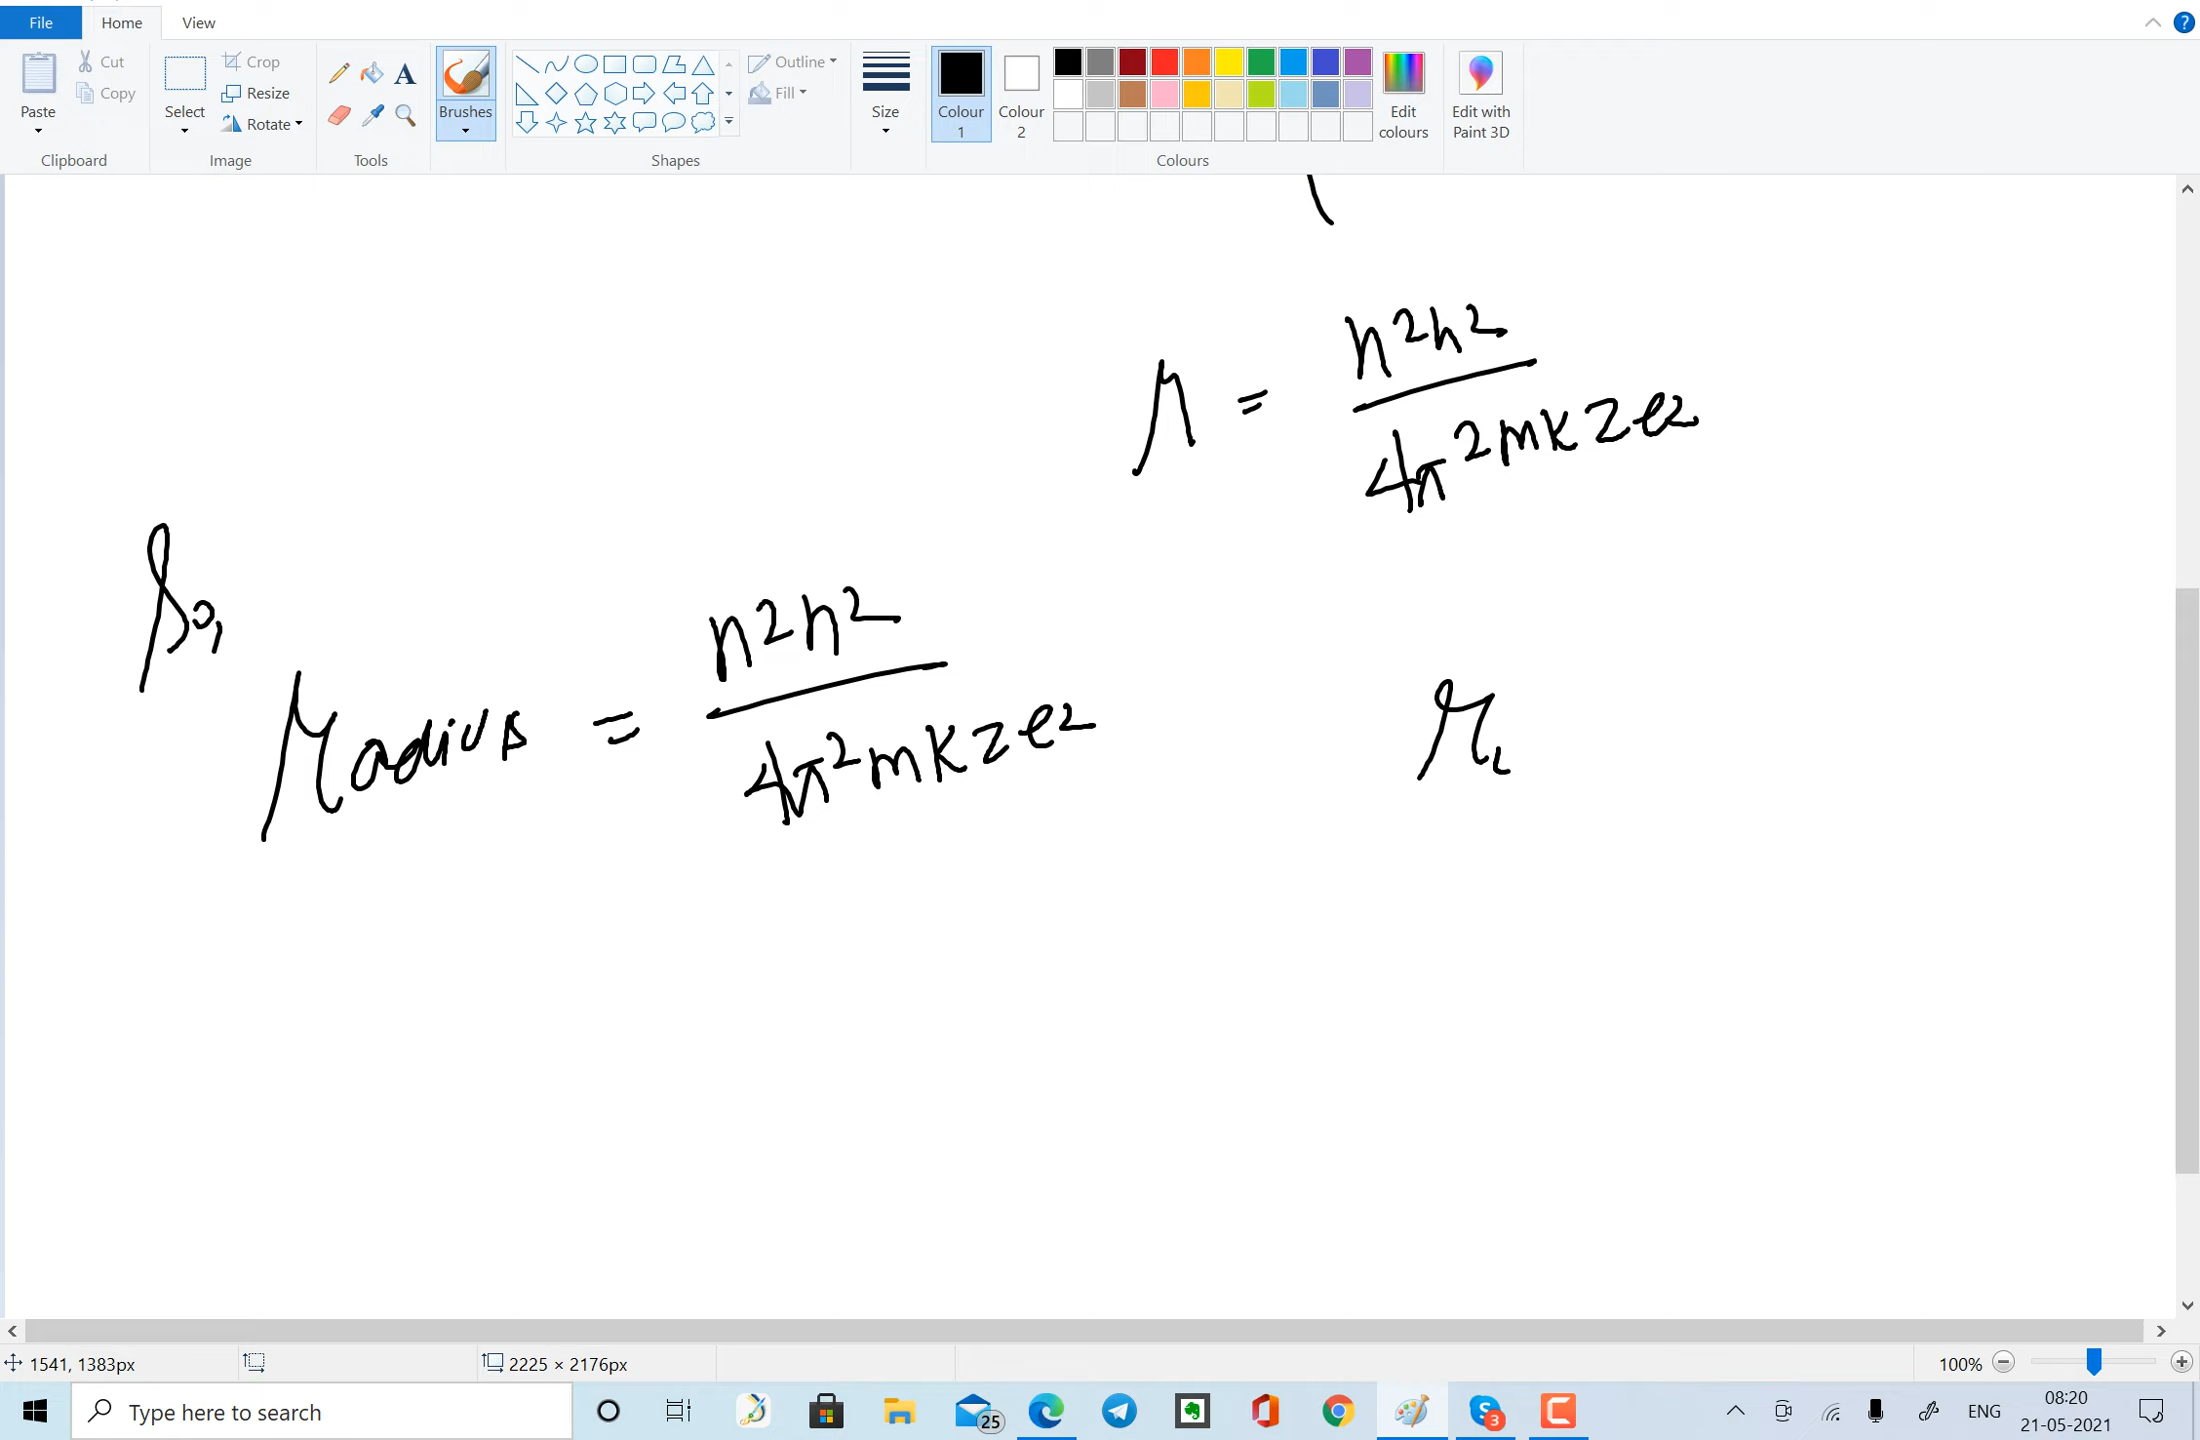 File Home View
Paste Cut Copy Clipboard
Select Crop Resize Rotate Image
A Tools
Brushes
Outline Fill Shapes
Size
Colour 1 Colour 2 Edit colours Colours
Edit with Paint 3D
r = n2h2
4π2mKZe2
So,
Radius = n2h2
4π2mKZe2
r
1541, 1383px 2225 × 2176px 100%
Type here to search 25 3 ENG 08:20
21-05-2021